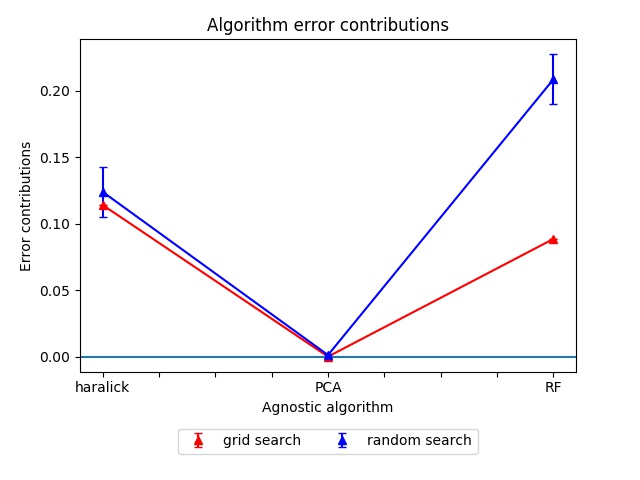 Algorithm error contributions
Error contributions
0.20
0.15
0.10
0.05
0.00
haralick PCA RF
Agnostic algorithm
grid search random search